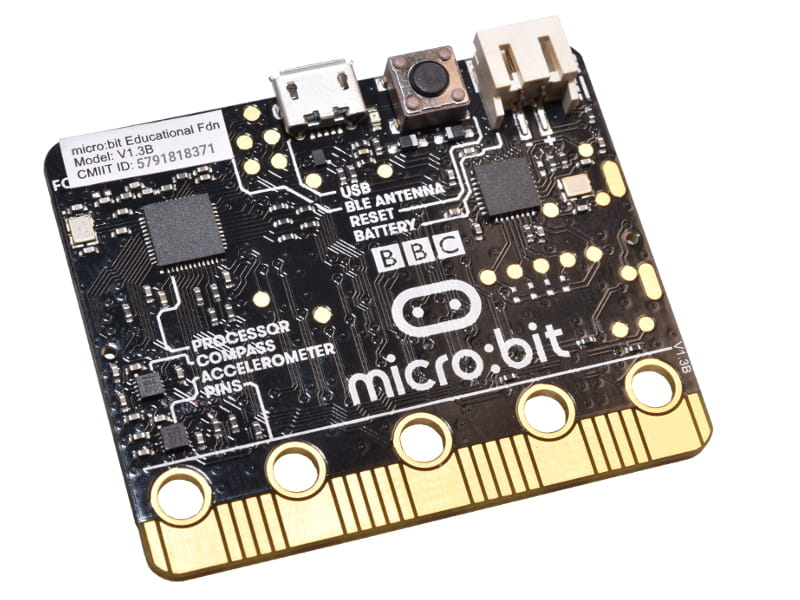 micro:bit Educational Fdn
Model: V1.3B
CMIIT ID: 5791818371
USB
BLE ANTENNA
RESET
BATTERY
BBC
micro:bit
PROCESSOR
COMPASS
ACCELEROMETER
PINS
V1.3B